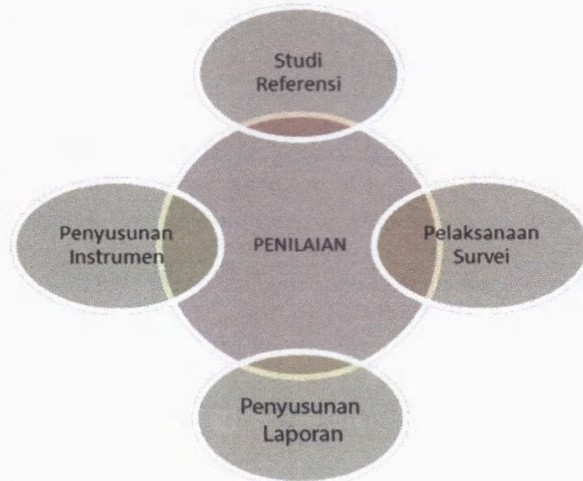 Studi
Referensi
Penyusunan
Instrumen
PENILAIAN
Pelaksanaan
Survei
Penyusunan
Laporan